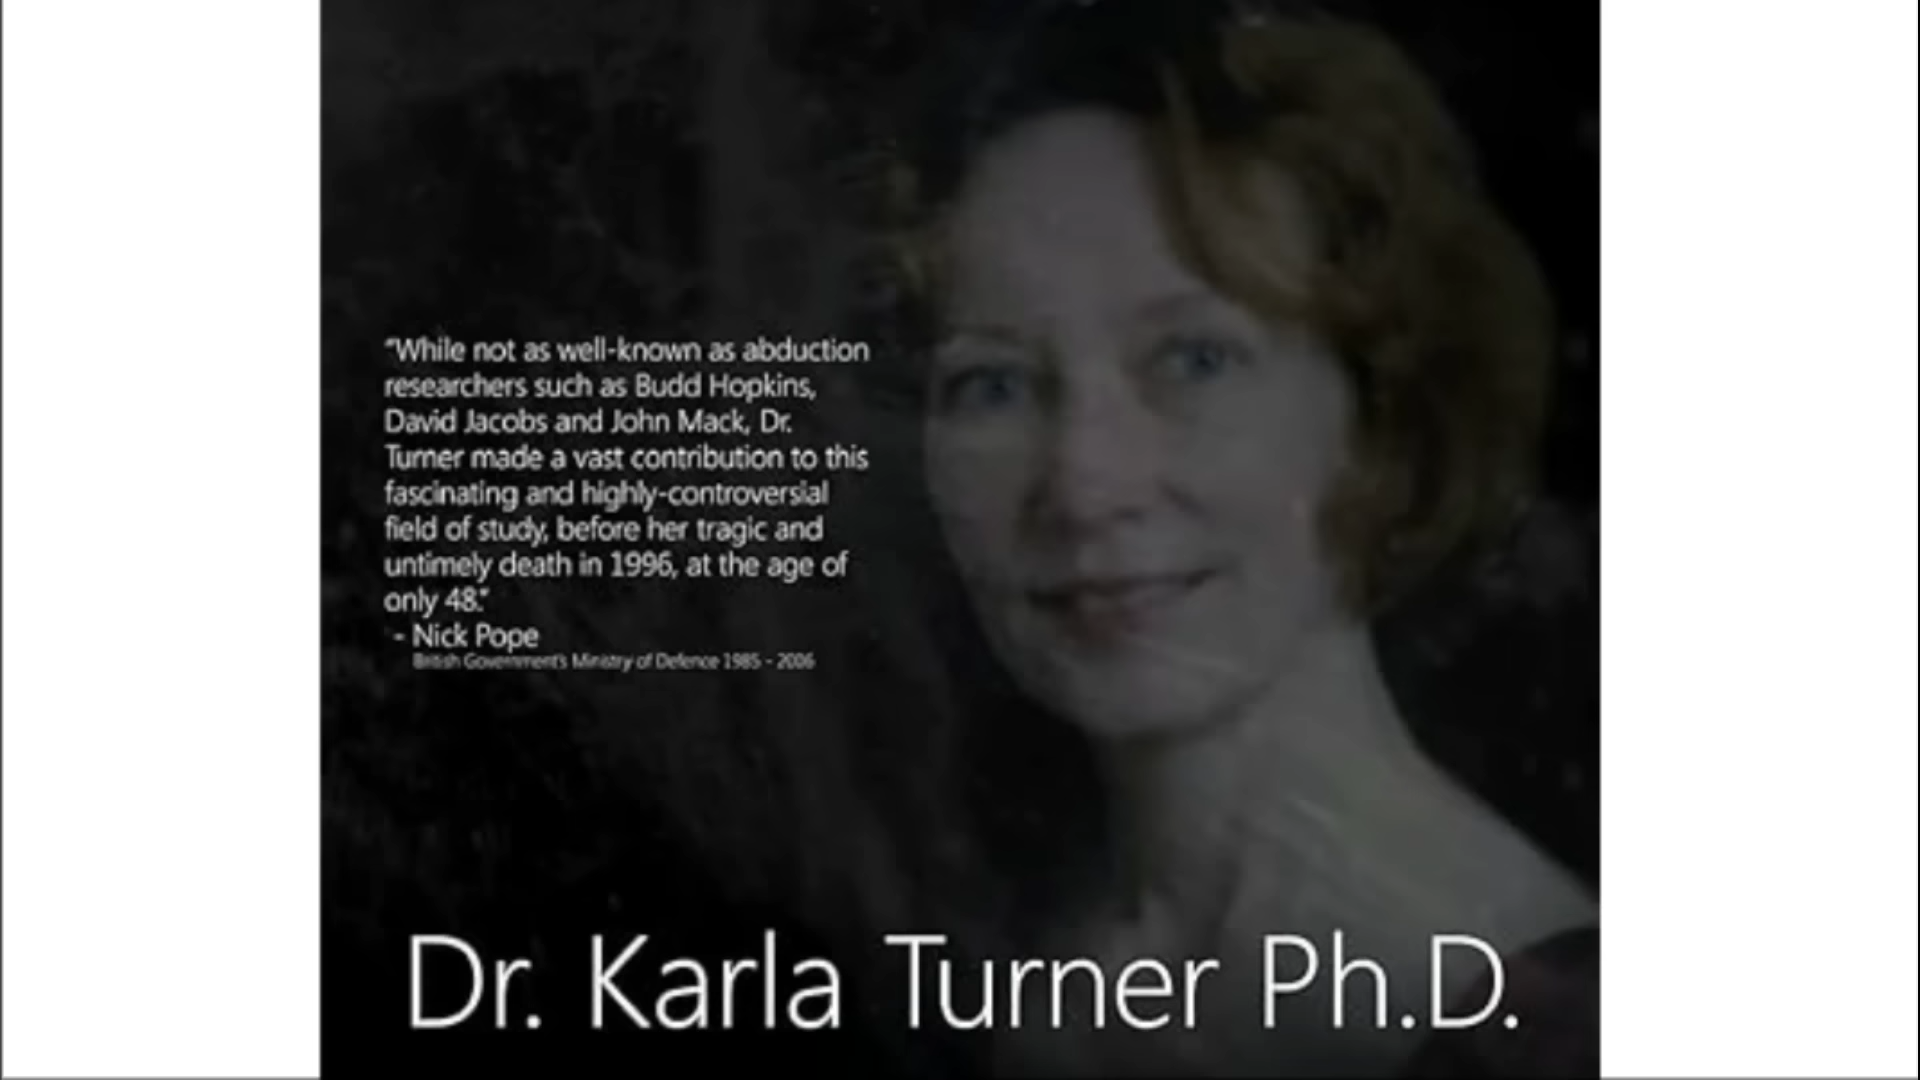 "While not as well-known as abduction
researchers such as Budd Hopkins,
David Jacobs and John Mack, Dr.
Turner made a vast contribution to this
fascinating and highly-controversial
field of study, before her tragic and
untimely death in 1996, at the age of
only 48."
- Nick Pope
British Government's Ministry of Defence 1985 - 2006
Dr. Karla Turner Ph.D.